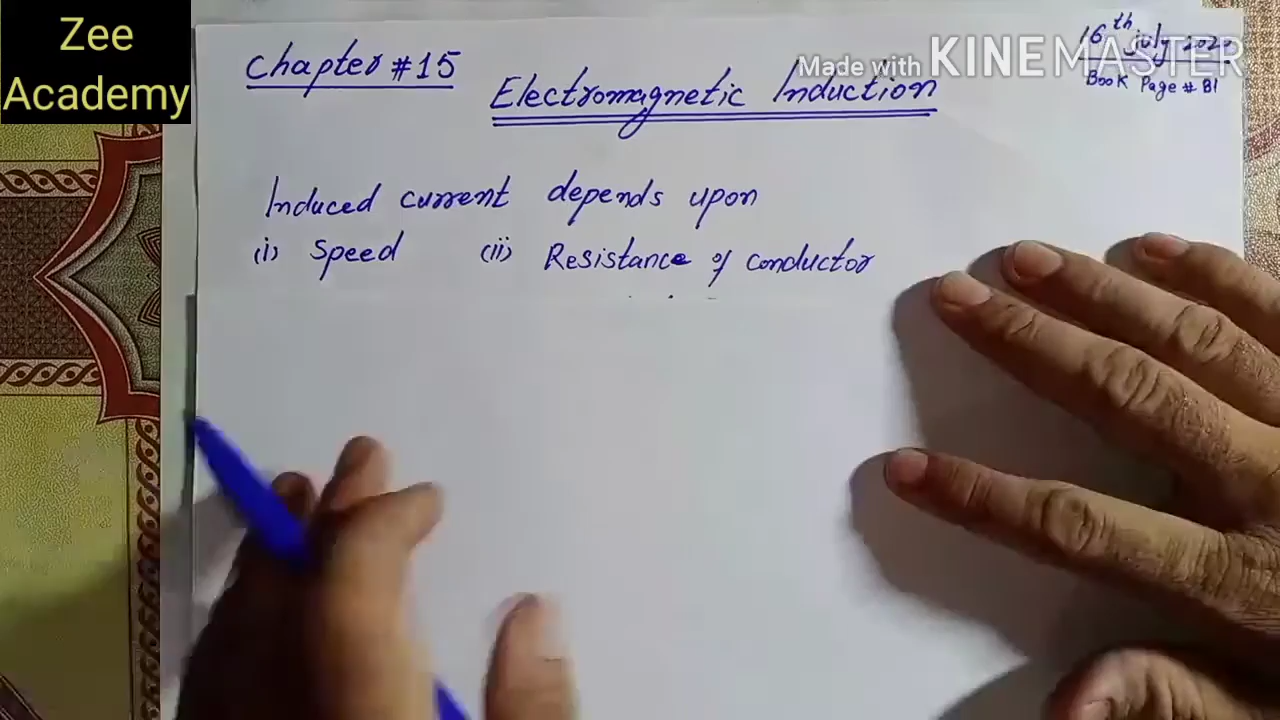 Zee
Academy
Chapter # 15
Electromagnetic Induction
16th July 2020
Book Page # 81
Made with KINEMASTER
Induced current depends upon
(i) Speed (ii) Resistance of conductor